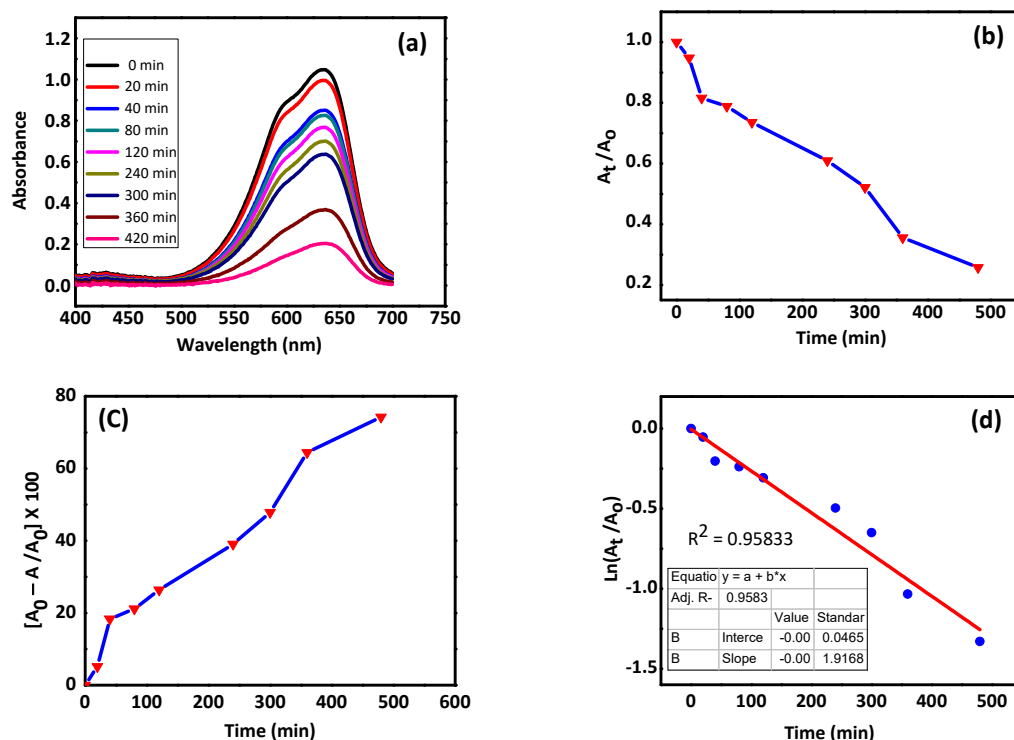 (a)
0 min
20 min
40 min
80 min
120 min
240 min
300 min
360 min
420 min
Absorbance
1.2
1.0
0.8
0.6
0.4
0.2
0.0
400 450 500 550 600 650 700 750
Wavelength (nm)
(b)
At /Ao
1.0
0.8
0.6
0.4
0.2
0 100 200 300 400 500
Time (min)
(C)
[A0 – A /A0] X 100
80
60
40
20
0
0 100 200 300 400 500 600
Time (min)
(d)
Ln(At /Ao)
0.0
-0.5
-1.0
-1.5
R2 = 0.95833
Equatio y = a + b*x
Adj. R- 0.9583
Value Standar
B Interce -0.00 0.0465
B Slope -0.00 1.9168
0 100 200 300 400 500
Time (min)